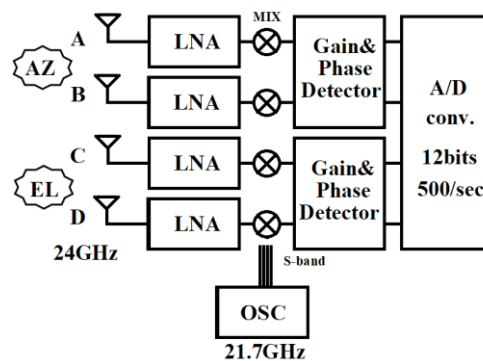 MIX
A
LNA
AZ
B
LNA
Gain&
Phase
Detector
A/D
conv.
12bits
500/sec
C
LNA
EL
D
LNA
Gain&
Phase
Detector
24GHz
S-band
OSC
21.7GHz